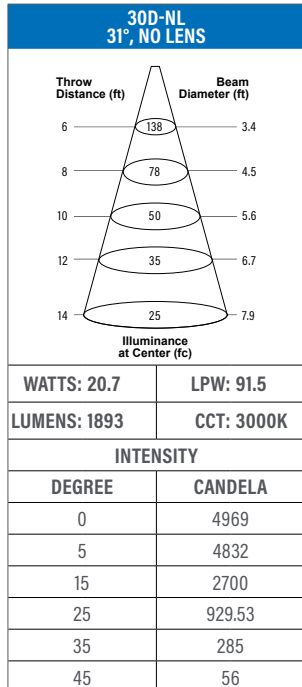 30D-NL
31°, NO LENS
Throw Beam
Distance (ft) Diameter (ft)
6 138 3.4
8 78 4.5
10 50 5.6
12 35 6.7
14 25 7.9
Illuminance
at Center (fc)
WATTS: 20.7 LPW: 91.5
LUMENS: 1893 CCT: 3000K
INTENSITY
DEGREE CANDELA
0 4969
5 4832
15 2700
25 929.53
35 285
45 56